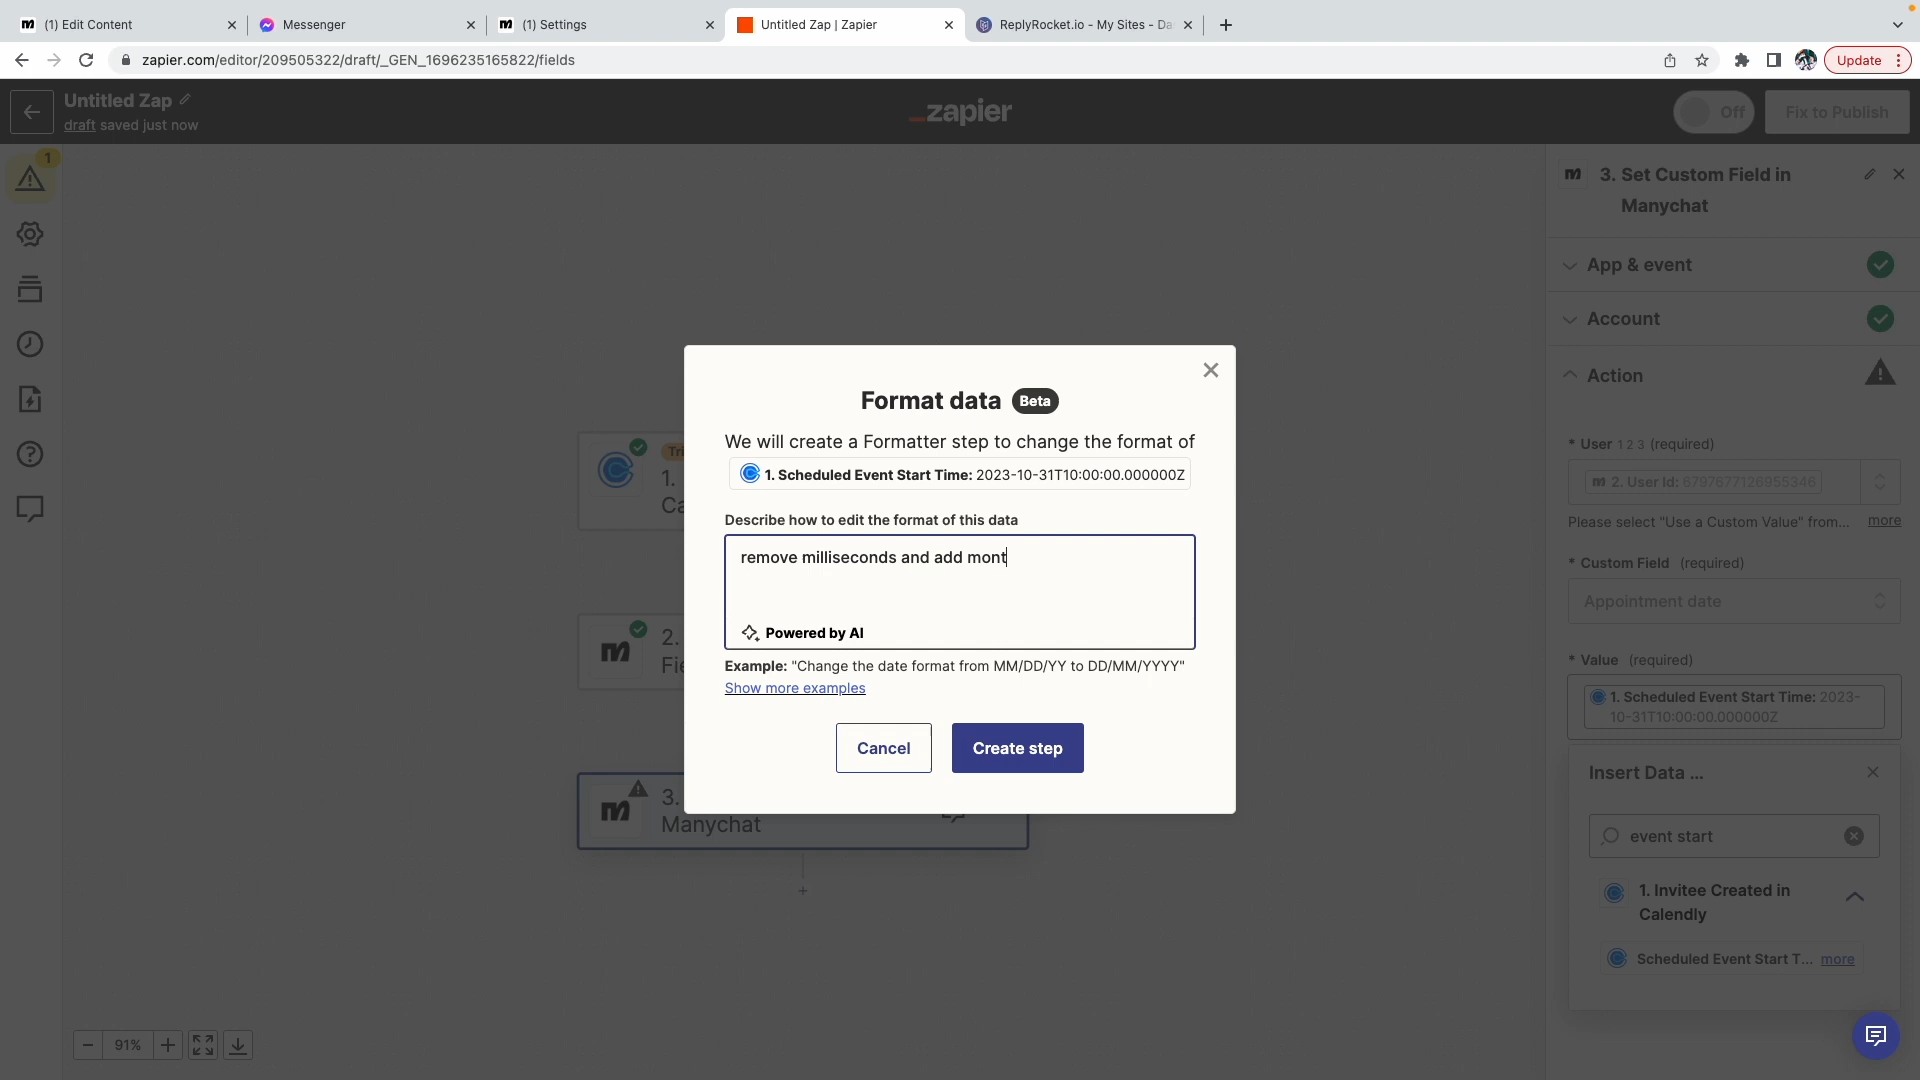 (1) Edit Content
Messenger
(1) Settings
Untitled Zap | Zapier
ReplyRocket.io - My Sites - Da
zapier.com/editor/209505322/draft/_GEN_1696235165822/fields
Update
Untitled Zap
draft saved just now
zapier
Off
Fix to Publish
1
3. Set Custom Field in
Manychat
App & event
Account
Action
* User 1 2 3 (required)
2. User Id: 6797677126955346
Please select "Use a Custom Value" from... more
* Custom Field (required)
Appointment date
* Value (required)
1. Scheduled Event Start Time: 2023-
10-31T10:00:00.000000Z
Insert Data ...
event start
1. Invitee Created in
Calendly
Scheduled Event Start T... more
Tri
1.
Ca
2.
Fie
3.
Manychat
Format data Beta
We will create a Formatter step to change the format of
1. Scheduled Event Start Time: 2023-10-31T10:00:00.000000Z
Describe how to edit the format of this data
remove milliseconds and add mont
Powered by AI
Example: "Change the date format from MM/DD/YY to DD/MM/YYYY"
Show more examples
Cancel
Create step
91%